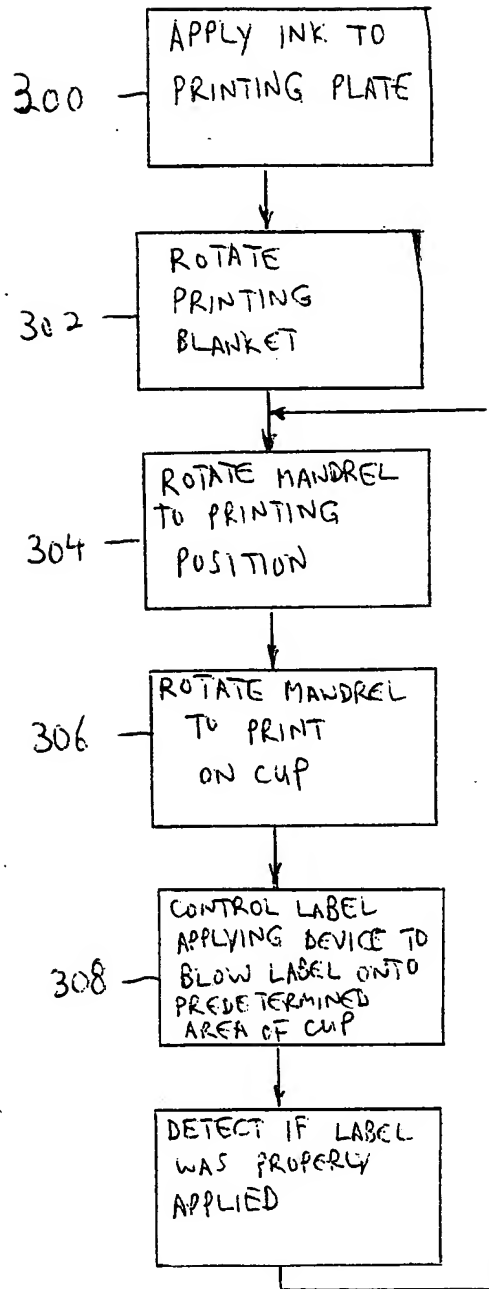 300
APPLY INK TO
PRINTING PLATE
302
ROTATE
PRINTING
BLANKET
304
ROTATE MANDREL
TO PRINTING
POSITION
306
ROTATE MANDREL
TO PRINT
ON CUP
308
CONTROL LABEL
APPLYING DEVICE TO
BLOW LABEL ONTO
PREDETERMINED
AREA OF CUP
DETECT IF LABEL
WAS PROPERLY
APPLIED